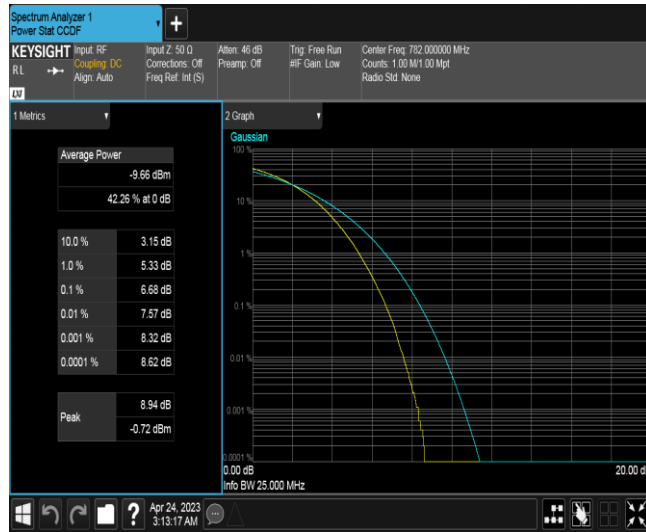 Spectrum Analyzer 1
Power Stat CCDF
KEYSIGHT
RL
LXI
Input: RF
Coupling: DC
Align: Auto
Input Z: 50 Ω
Corrections: Off
Freq Ref: Int (S)
Atten: 46 dB
Preamp: Off
Trig: Free Run
#IF Gain: Low
Center Freq: 782.000000 MHz
Counts: 1.00 M/1.00 Mpt
Radio Std: None
1 Metrics
Average Power
-9.66 dBm
42.26 % at 0 dB
10.0 % 3.15 dB
1.0 % 5.33 dB
0.1 % 6.68 dB
0.01 % 7.57 dB
0.001 % 8.32 dB
0.0001 % 8.62 dB
Peak
8.94 dB
-0.72 dBm
2 Graph
Gaussian
100 %
10 %
1 %
0.1 %
0.01 %
0.001 %
0.0001 %
0.00 dB
20.00 d
Info BW 25.000 MHz
?
Apr 24, 2023
3:13:17 AM